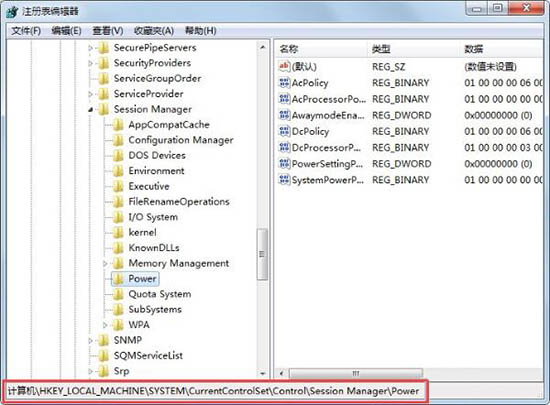 注册表编辑器
文件(F) 编辑(E) 查看(V) 收藏夹(A) 帮助(H)
SecurePipeServers
SecurityProviders
ServiceGroupOrder
ServiceProvider
Session Manager
AppCompatCache
Configuration Manager
DOS Devices
Environment
Executive
FileRenameOperations
I/O System
kernel
KnownDLLs
Memory Management
Power
Quota System
SubSystems
WPA
SNMP
SQMServiceList
Srp
名称 类型 数据
(默认) REG_SZ (数值未设置)
AcPolicy REG_BINARY 01 00 00 00 06 00
AcProcessorPo... REG_BINARY 01 00 00 00 03 00
AwaymodeEna... REG_DWORD 0x00000000 (0)
DcPolicy REG_BINARY 01 00 00 00 06 00
DcProcessorP... REG_BINARY 01 00 00 00 03 00
PowerSettingP... REG_DWORD 0x00000000 (0)
SystemPowerP... REG_BINARY 01 00 00 00 00 00
计算机\HKEY_LOCAL_MACHINE\SYSTEM\CurrentControlSet\Control\Session Manager\Power